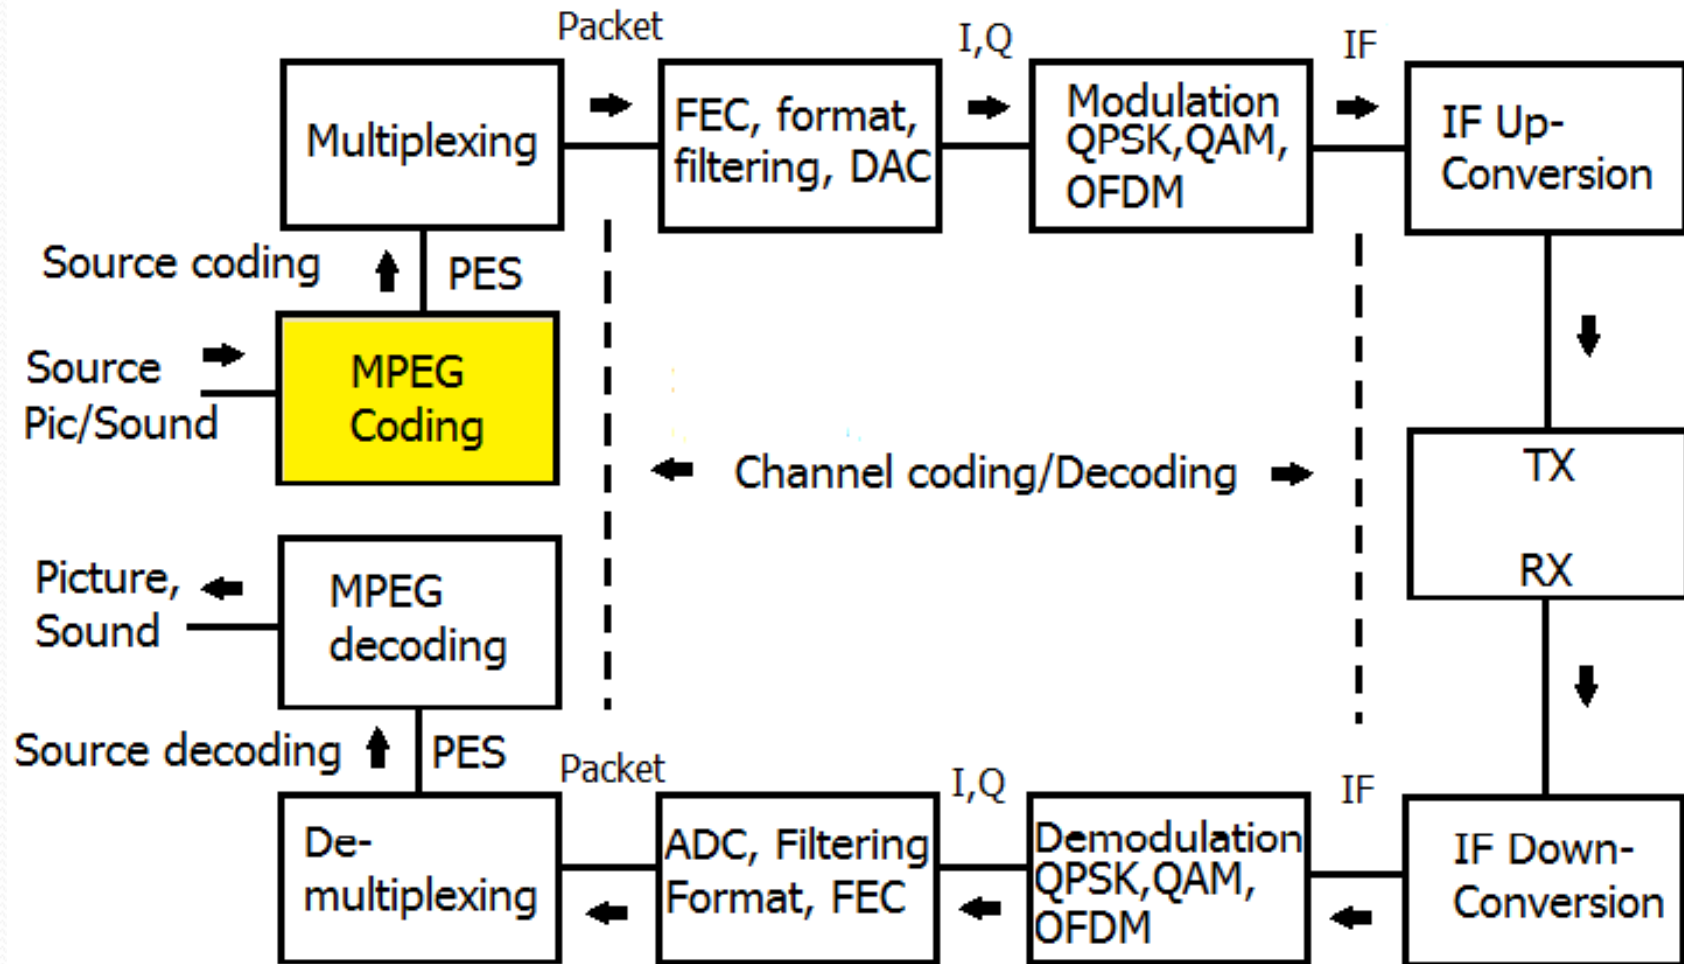 Packet
I,Q
IF
Multiplexing
FEC, format,
filtering, DAC
Modulation
QPSK,QAM,
OFDM
IF Up-
Conversion
Source coding
PES
Source
Pic/Sound
MPEG
Coding
Channel coding/Decoding
TX
RX
Picture,
Sound
MPEG
decoding
Source decoding
PES
Packet
I,Q
IF
De-
multiplexing
ADC, Filtering
Format, FEC
Demodulation
QPSK,QAM,
OFDM
IF Down-
Conversion